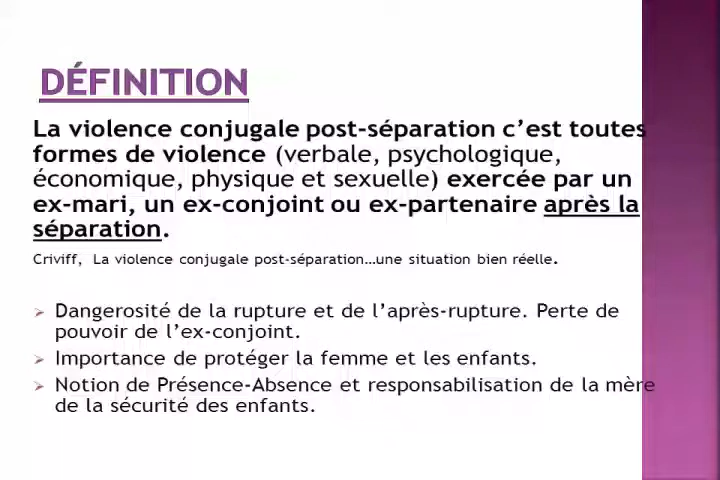 DÉFINITION
La violence conjugale post-séparation c’est toutes
formes de violence (verbale, psychologique,
économique, physique et sexuelle) exercée par un
ex-mari, un ex-conjoint ou ex-partenaire après la
séparation.
Criviff, La violence conjugale post-séparation…une situation bien réelle.
Dangerosité de la rupture et de l’après-rupture. Perte de
pouvoir de l’ex-conjoint.
Importance de protéger la femme et les enfants.
Notion de Présence-Absence et responsabilisation de la mère
de la sécurité des enfants.